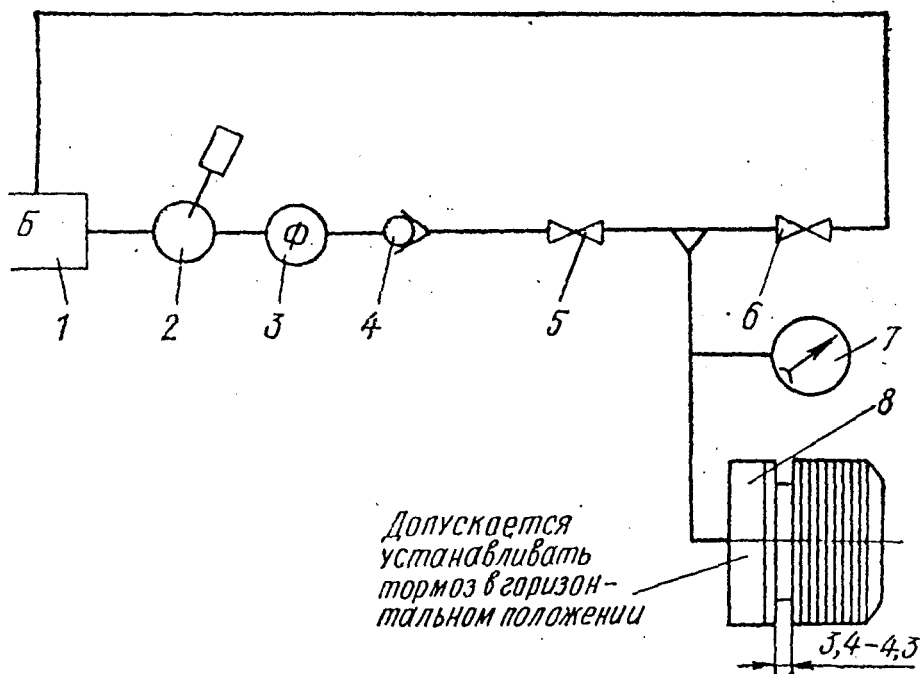 Б
Ф
1
2
3
4
5
6
7
8
Допускается
устанавливать
тормоз в горизон-
тальном положении
3,4-4,3